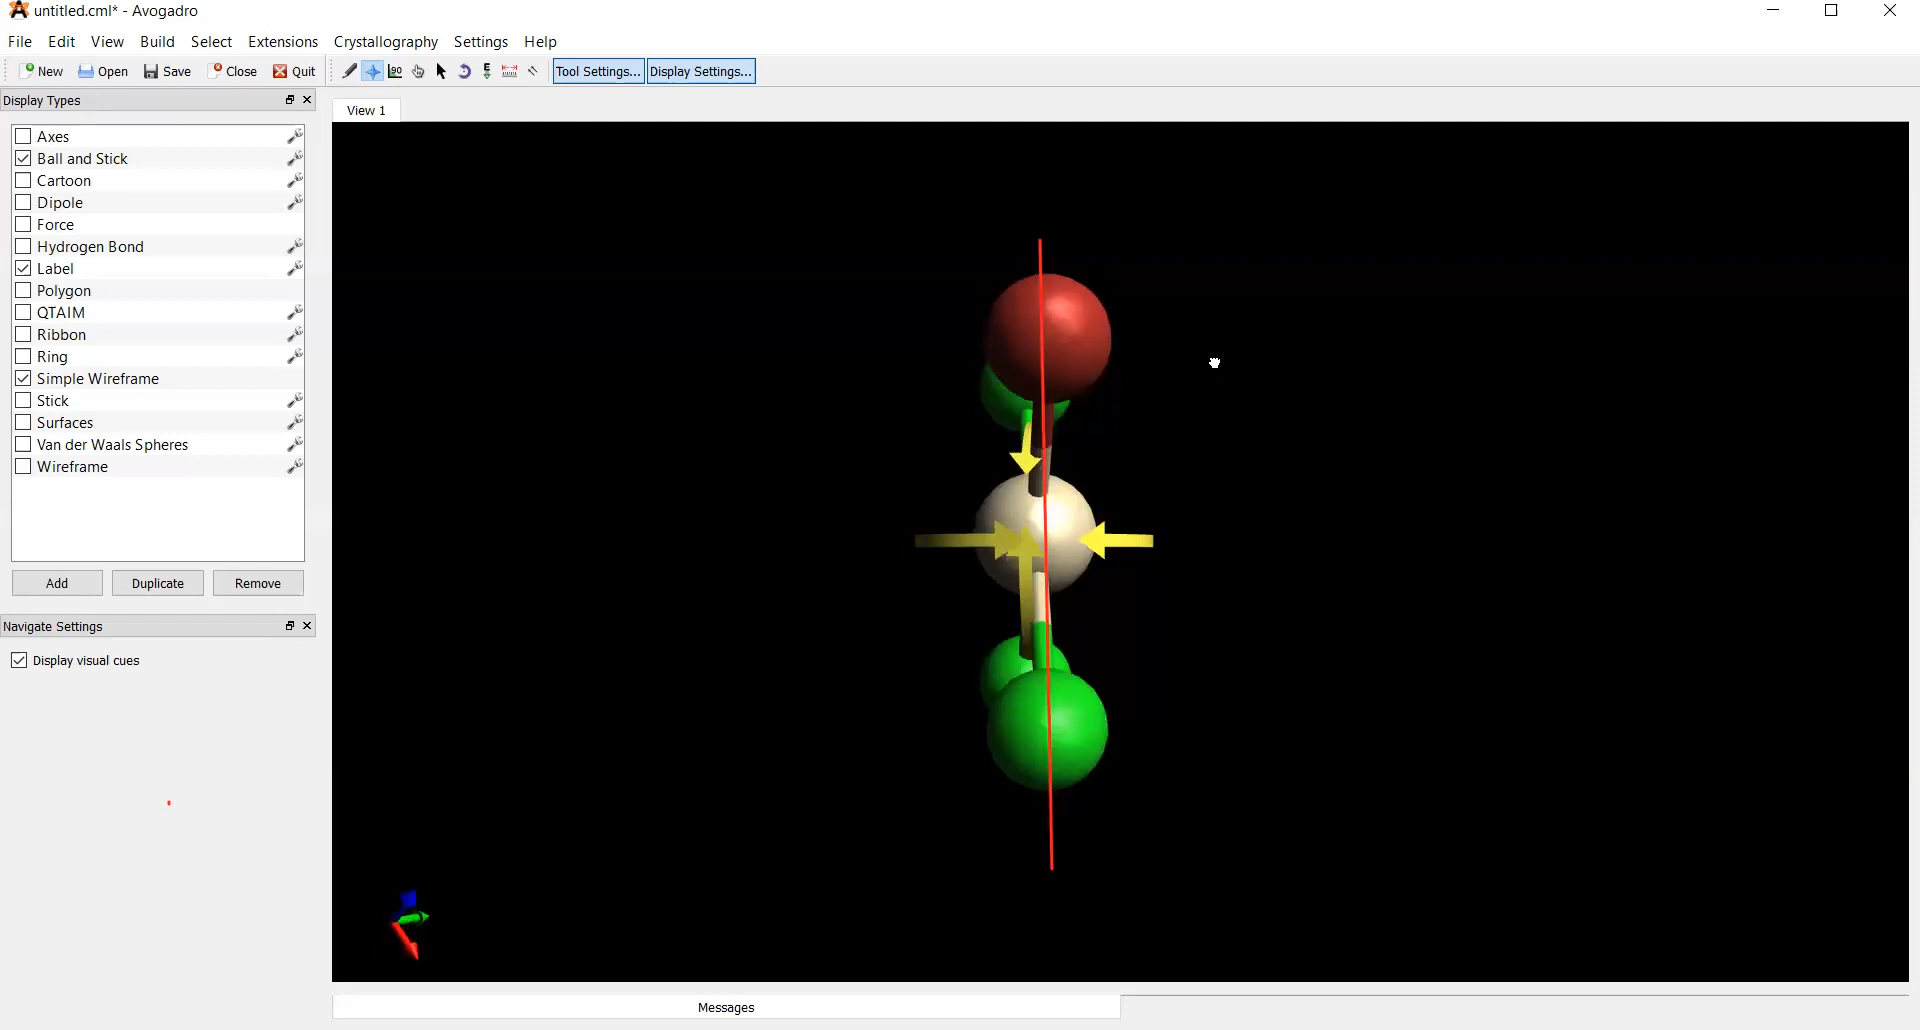 untitled.cml* - Avogadro
File Edit View Build Select Extensions Crystallography Settings Help
New Open Save Close Quit 90 E Tool Settings... Display Settings...
Display Types
View 1
Axes
Ball and Stick
Cartoon
Dipole
Force
Hydrogen Bond
Label
Polygon
QTAIM
Ribbon
Ring
Simple Wireframe
Stick
Surfaces
Van der Waals Spheres
Wireframe
Add Duplicate Remove
Navigate Settings
Display visual cues
Messages